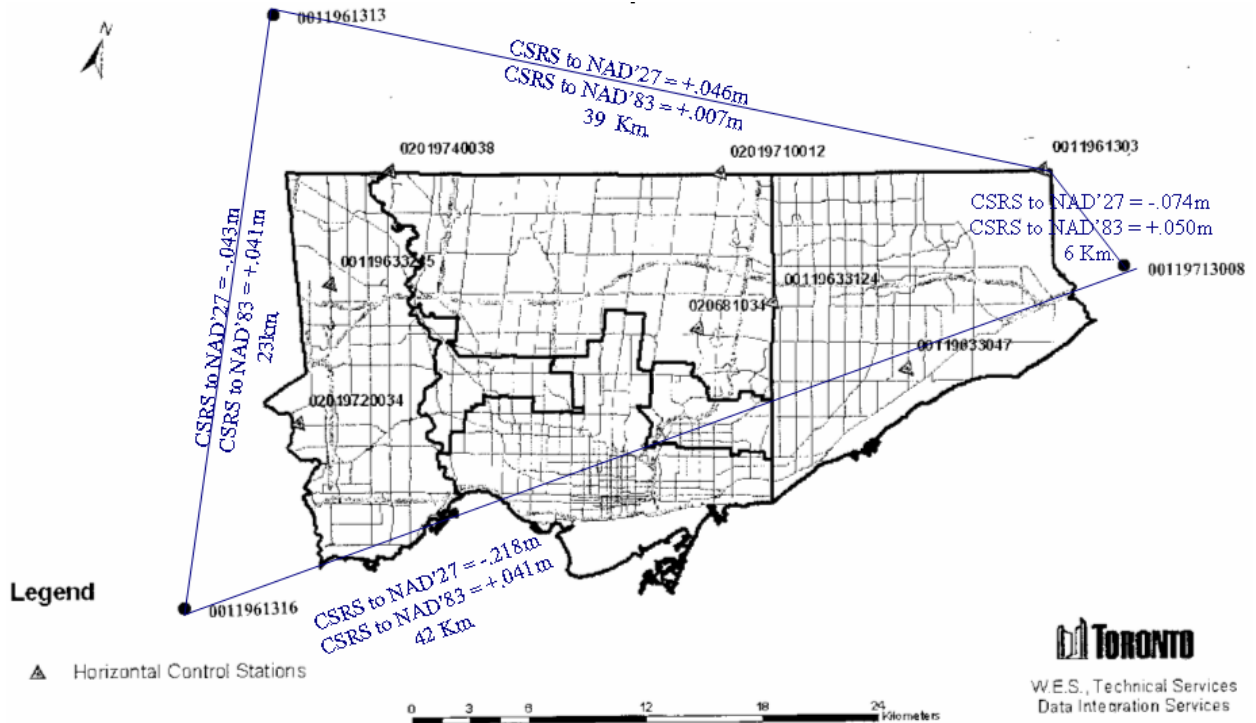 N
0011961313
CSRS to NAD'27 = +.046m
CSRS to NAD'83 = +.007m
39 Km.
02019740038
02019710012
0011961303
CSRS to NAD'27 = -.074m
CSRS to NAD'83 = +.050m
6 Km.
00119713008
CSRS to NAD'27 = -.043m
CSRS to NAD'83 = +.041m
23km.
00119633124
020681034
00119633047
02019720034
CSRS to NAD'27 = -.218m
CSRS to NAD'83 = +.041m
42 Km.
0011961316
Legend
Horizontal Control Stations
0 3 6 12 18 24
Kilometers
TORONTO
W.E.S., Technical Services
Data Integration Services